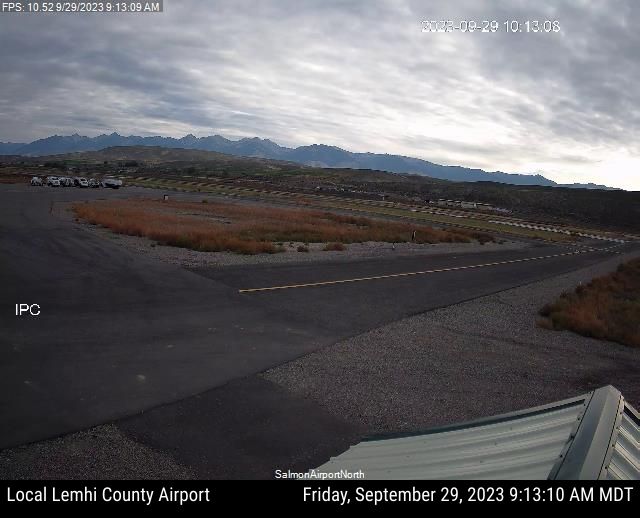 FPS: 10.52 9/29/2023 9:13:09 AM
2023-09-29 10:13:08
IPC
SalmonAirportNorth
Local Lemhi County Airport
Friday, September 29, 2023 9:13:10 AM MDT